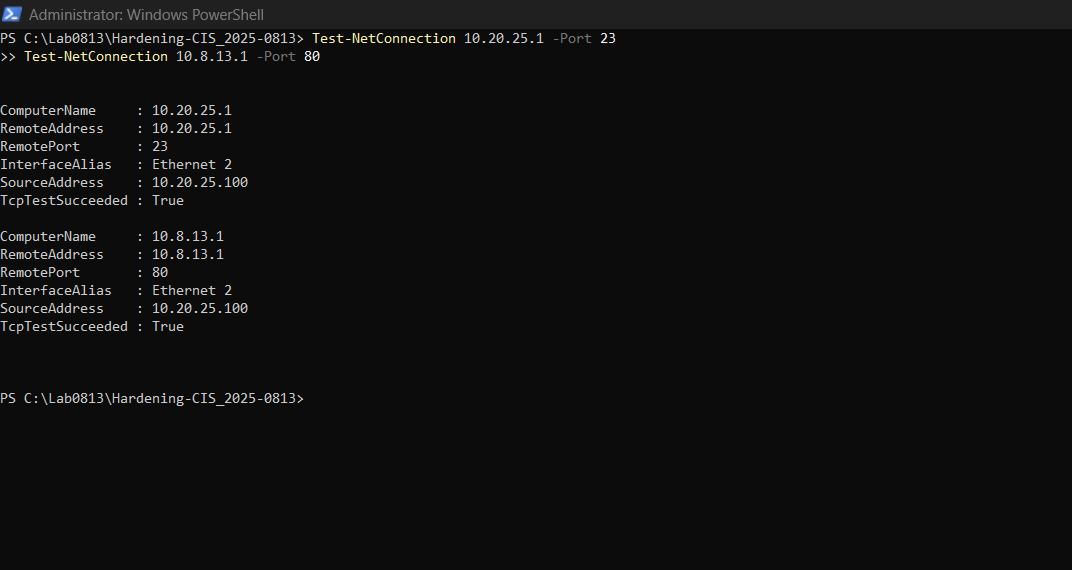 Administrator: Windows PowerShell
PS C:\Lab0813\Hardening-CIS_2025-0813> Test-NetConnection 10.20.25.1 -Port 23
>> Test-NetConnection 10.8.13.1 -Port 80
ComputerName     : 10.20.25.1
RemoteAddress    : 10.20.25.1
RemotePort       : 23
InterfaceAlias   : Ethernet 2
SourceAddress    : 10.20.25.100
TcpTestSucceeded : True
ComputerName     : 10.8.13.1
RemoteAddress    : 10.8.13.1
RemotePort       : 80
InterfaceAlias   : Ethernet 2
SourceAddress    : 10.20.25.100
TcpTestSucceeded : True
PS C:\Lab0813\Hardening-CIS_2025-0813>